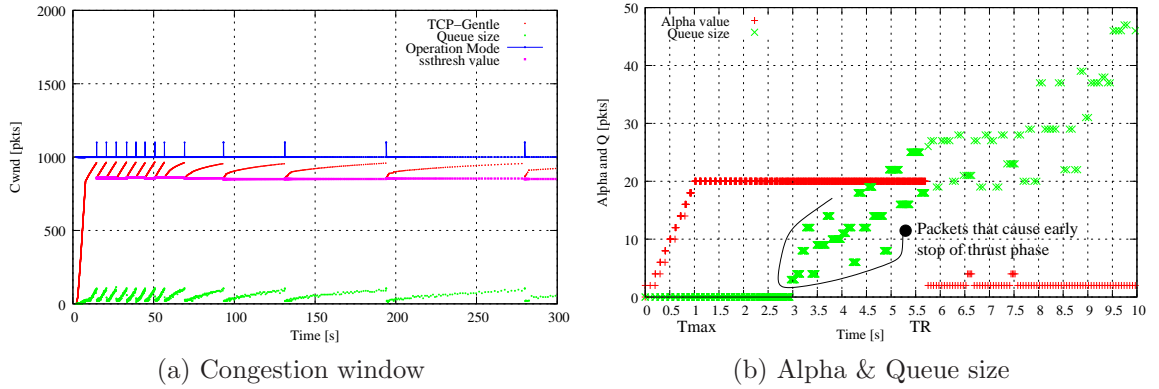 2000
1500
1000
500
0
Cwnd [pkts]
TCP-Gentle
Queue size
Operation Mode
ssthresh value
0 50 100 150 200 250 300
Time [s]
(a) Congestion window
50
40
30
20
10
0
Alpha and Q [pkts]
Alpha value
Queue size
Packets that cause early
stop of thrust phase
0 0.5 1 1.5 2 2.5 3 3.5 4 4.5 5 5.5 6 6.5 7 7.5 8 8.5 9 9.5 10
Tmax Time [s] TR
(b) Alpha & Queue size